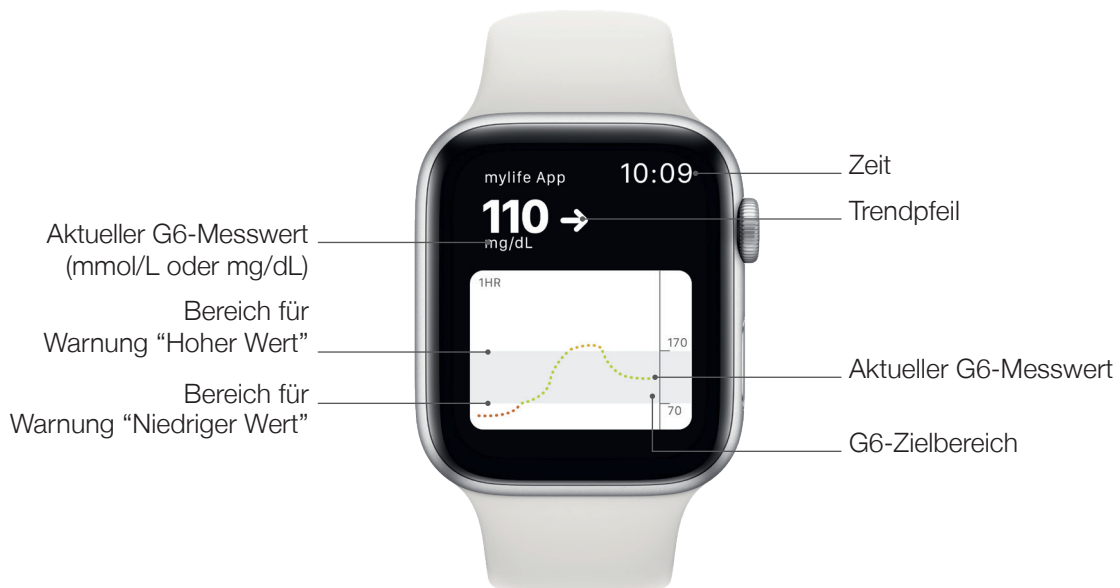 10:09
Zeit
mylife App
110
Trendpfeil
mg/dL
Aktueller G6-Messwert
(mmol/L oder mg/dL)
1HR
Bereich für
Warnung “Hoher Wert”
170
Aktueller G6-Messwert
Bereich für
Warnung “Niedriger Wert”
70
G6-Zielbereich